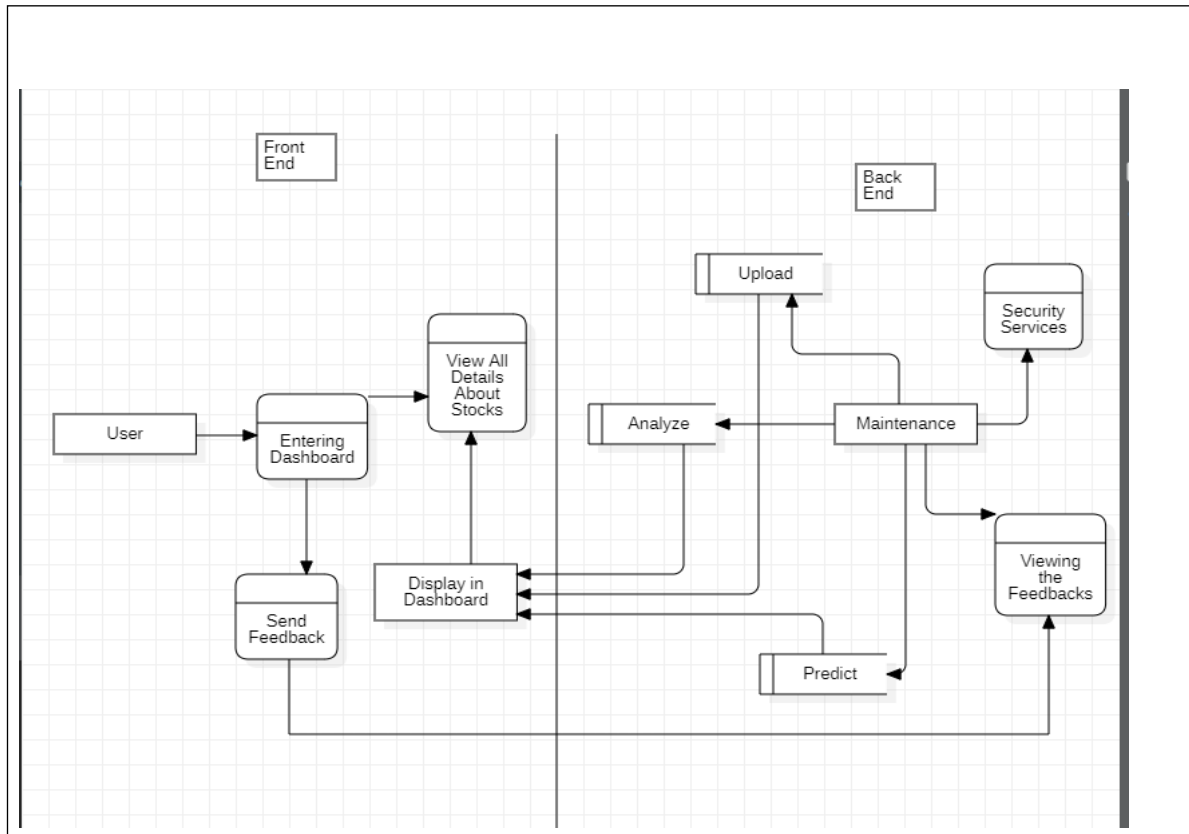 Front
End
Back
End
Upload
Security
Services
View All
Details
About
Stocks
User
Entering
Dashboard
Analyze
Maintenance
Display in
Dashboard
Viewing
the
Feedbacks
Send
Feedback
Predict